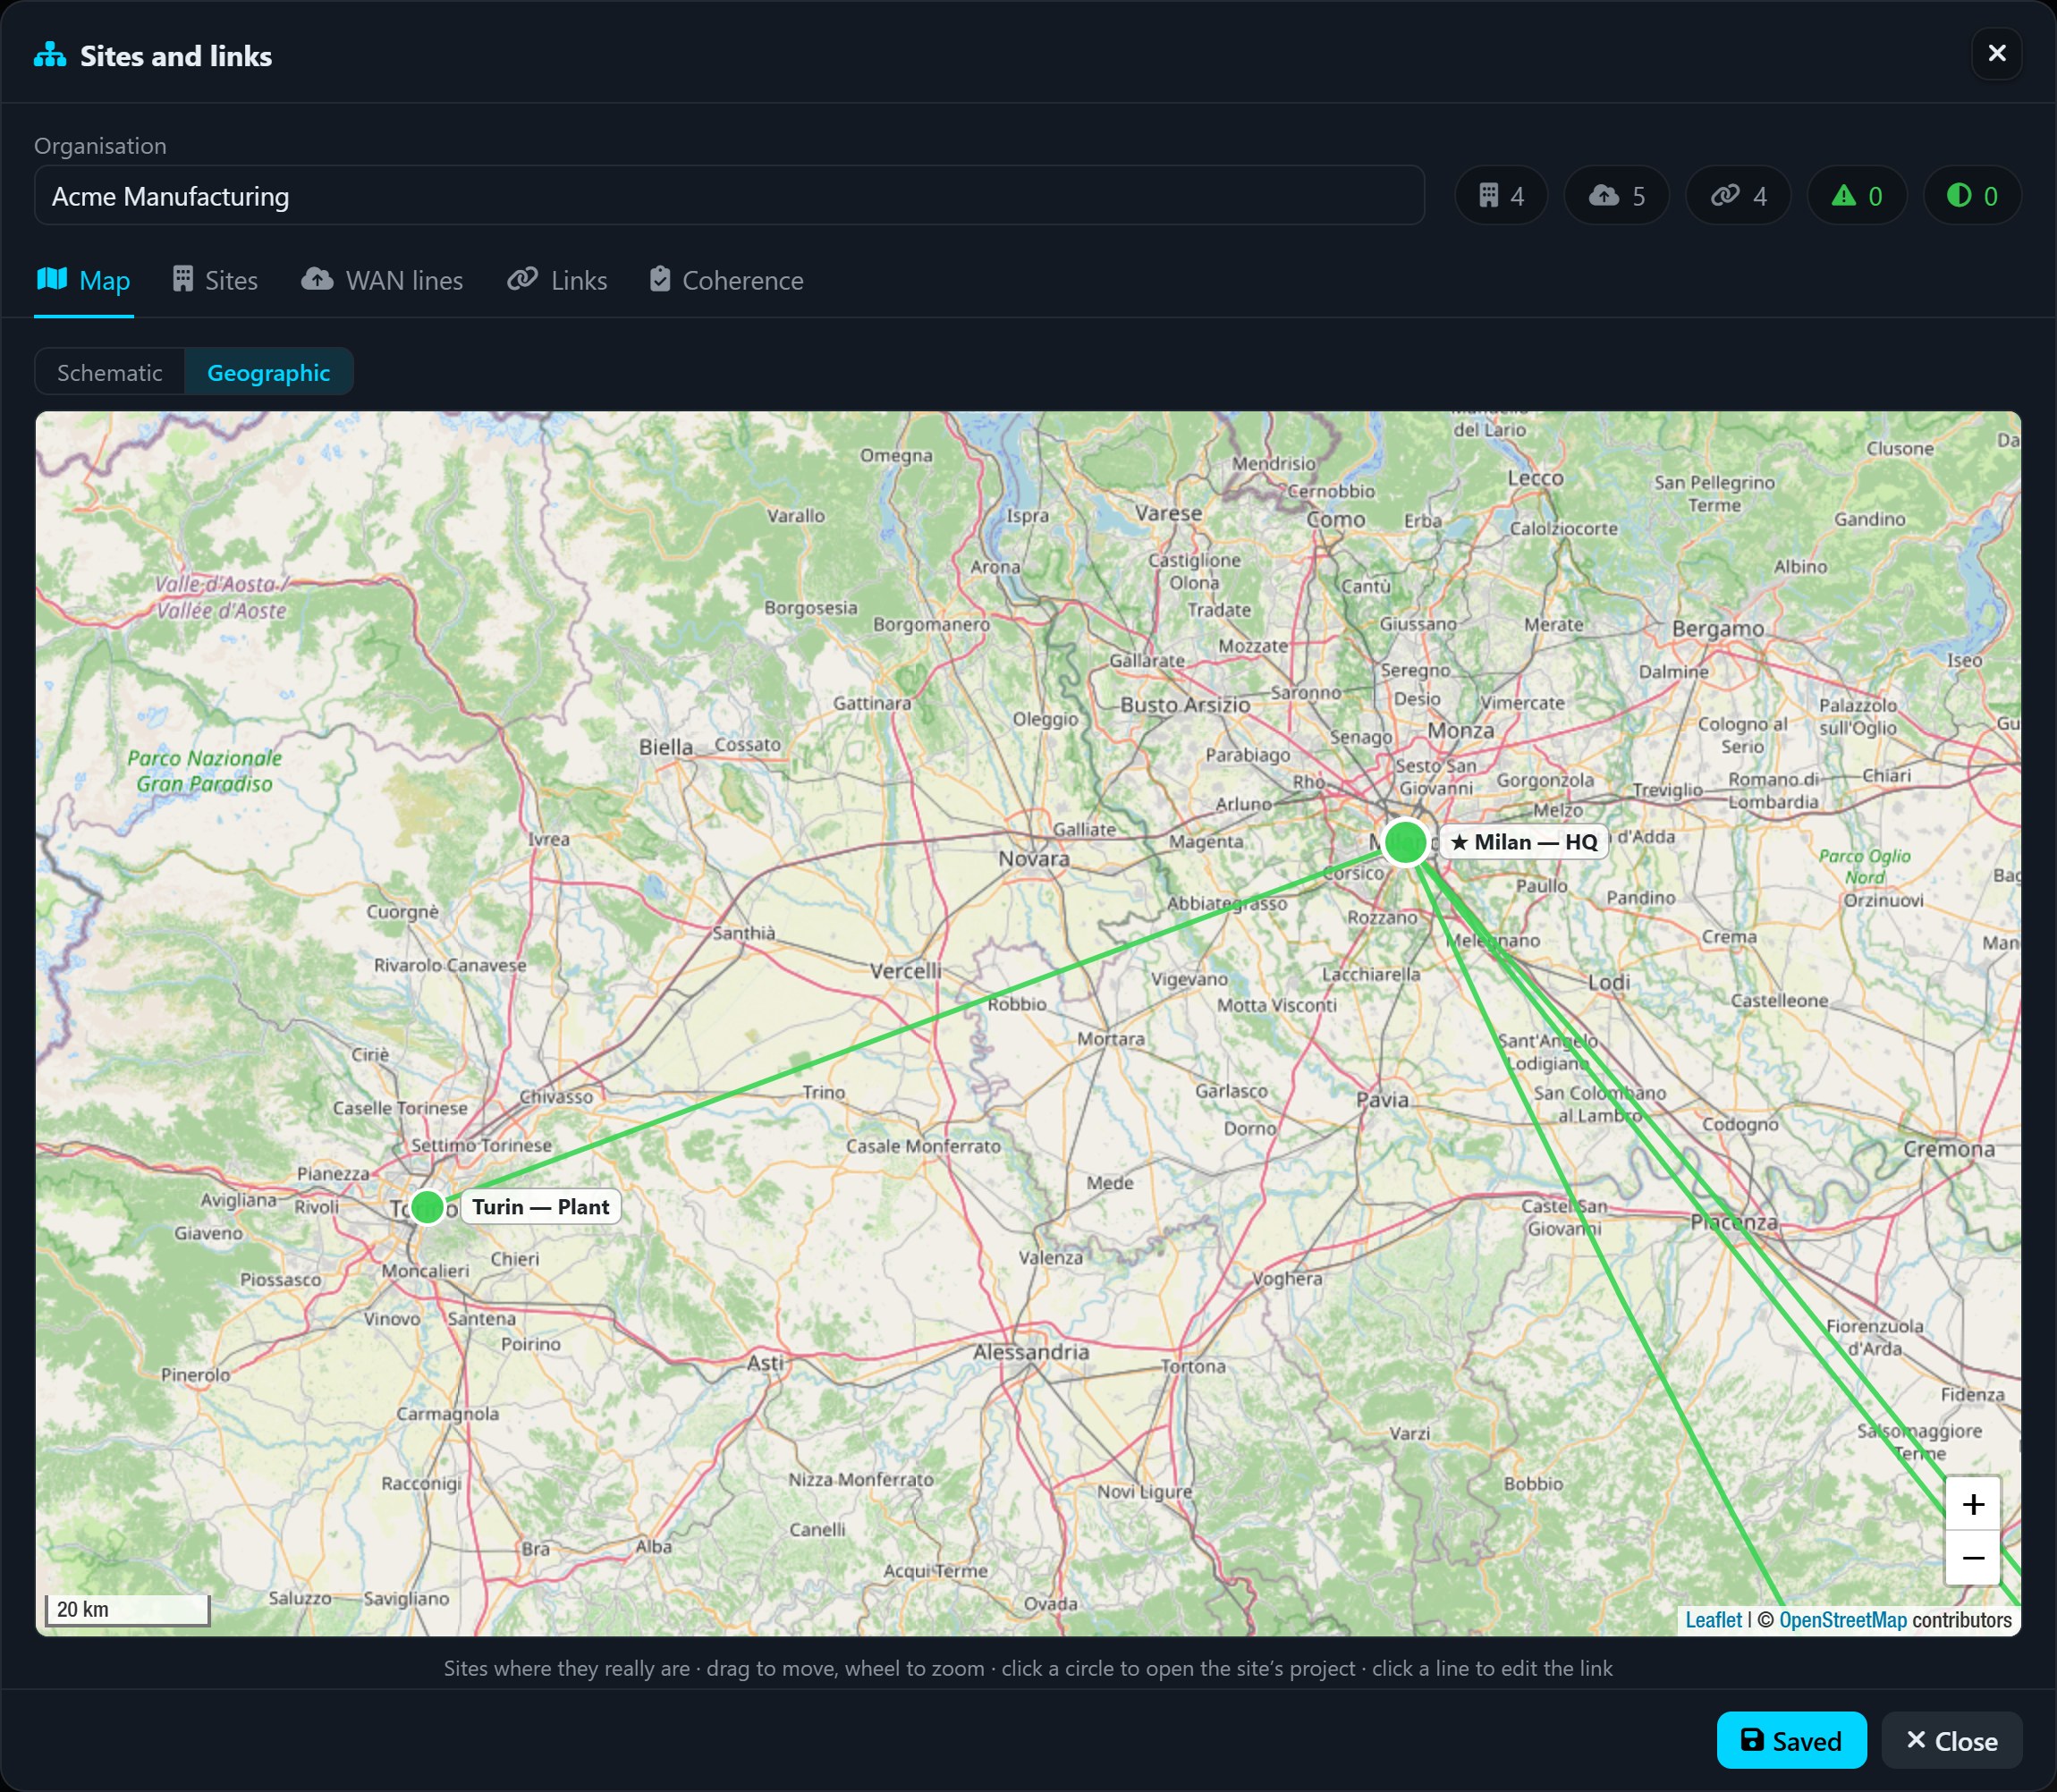 Sites and links
Organisation
Acme Manufacturing
4
5
4
0
0
Map
Sites
WAN lines
Links
Coherence
Schematic
Geographic
del Lario
Omegna
Clusone
Mendrisio
Lecco
San Pellegrino
Terme
Cernobbio
Varallo
Ispra
Varese
Como
Erba
Calolziocorte
Gandino
Castiglione
Olona
Arona
Albino
Valle d'Aosta /
Vallée d'Aoste
Cantù
Borgosesia
Borgomanero
Tradate
Giussano
Merate
Bergamo
Mozzate
Gallarate
Seregno
Dalmine
Iseo
Gattinara
Oleggio
Busto Arsizio
Saronno
Desio
Vimercate
Palazzolo
sull'Oglio
Biella
Cossato
Senago
Monza
Cologno al
Serio
Parco Nazionale
Gran Paradiso
Parabiago
Sesto San
Giovanni
Rho
Gorgonzola
Treviglio
Romano di
Lombardia
Chiari
Arluno
Melzo
Ivrea
Galliate
Magenta
★ Milan — HQ
d'Adda
Novara
Corsico
Parco Oglio
Nord
Cuorgnè
Abbiategrasso
Paullo
Pandino
Orzinuovi
Santhià
Rozzano
Melegnano
Crema
Rivarolo Canavese
Vercelli
Vigevano
Lacchiarella
Lodi
Robbio
Motta Visconti
Castelleone
Ciriè
Mortara
Sant'Angelo
Lodigiano
Chivasso
Trino
Garlasco
Pavia
San Colombano
al Lambro
Caselle Torinese
Dorno
Codogno
Settimo Torinese
Casale Monferrato
Cremona
Pianezza
Mede
Avigliana
Rivoli
Turin — Plant
Castel San
Giovanni
Piacenza
Giaveno
Chieri
Valenza
Piossasco
Moncalieri
Voghera
Vinovo
Santena
Poirino
Fiorenzuola
d'Arda
Pinerolo
Asti
Alessandria
Tortona
Fidenza
Carmagnola
Varzi
Salsomaggiore
Terme
Racconigi
Nizza Monferrato
Novi Ligure
Bobbio
Canelli
Bra
Alba
Acqui Terme
Saluzzo
Savigliano
Ovada
+
−
20 km
Leaflet | © OpenStreetMap contributors
Sites where they really are · drag to move, wheel to zoom · click a circle to open the site’s project · click a line to edit the link
Saved
Close